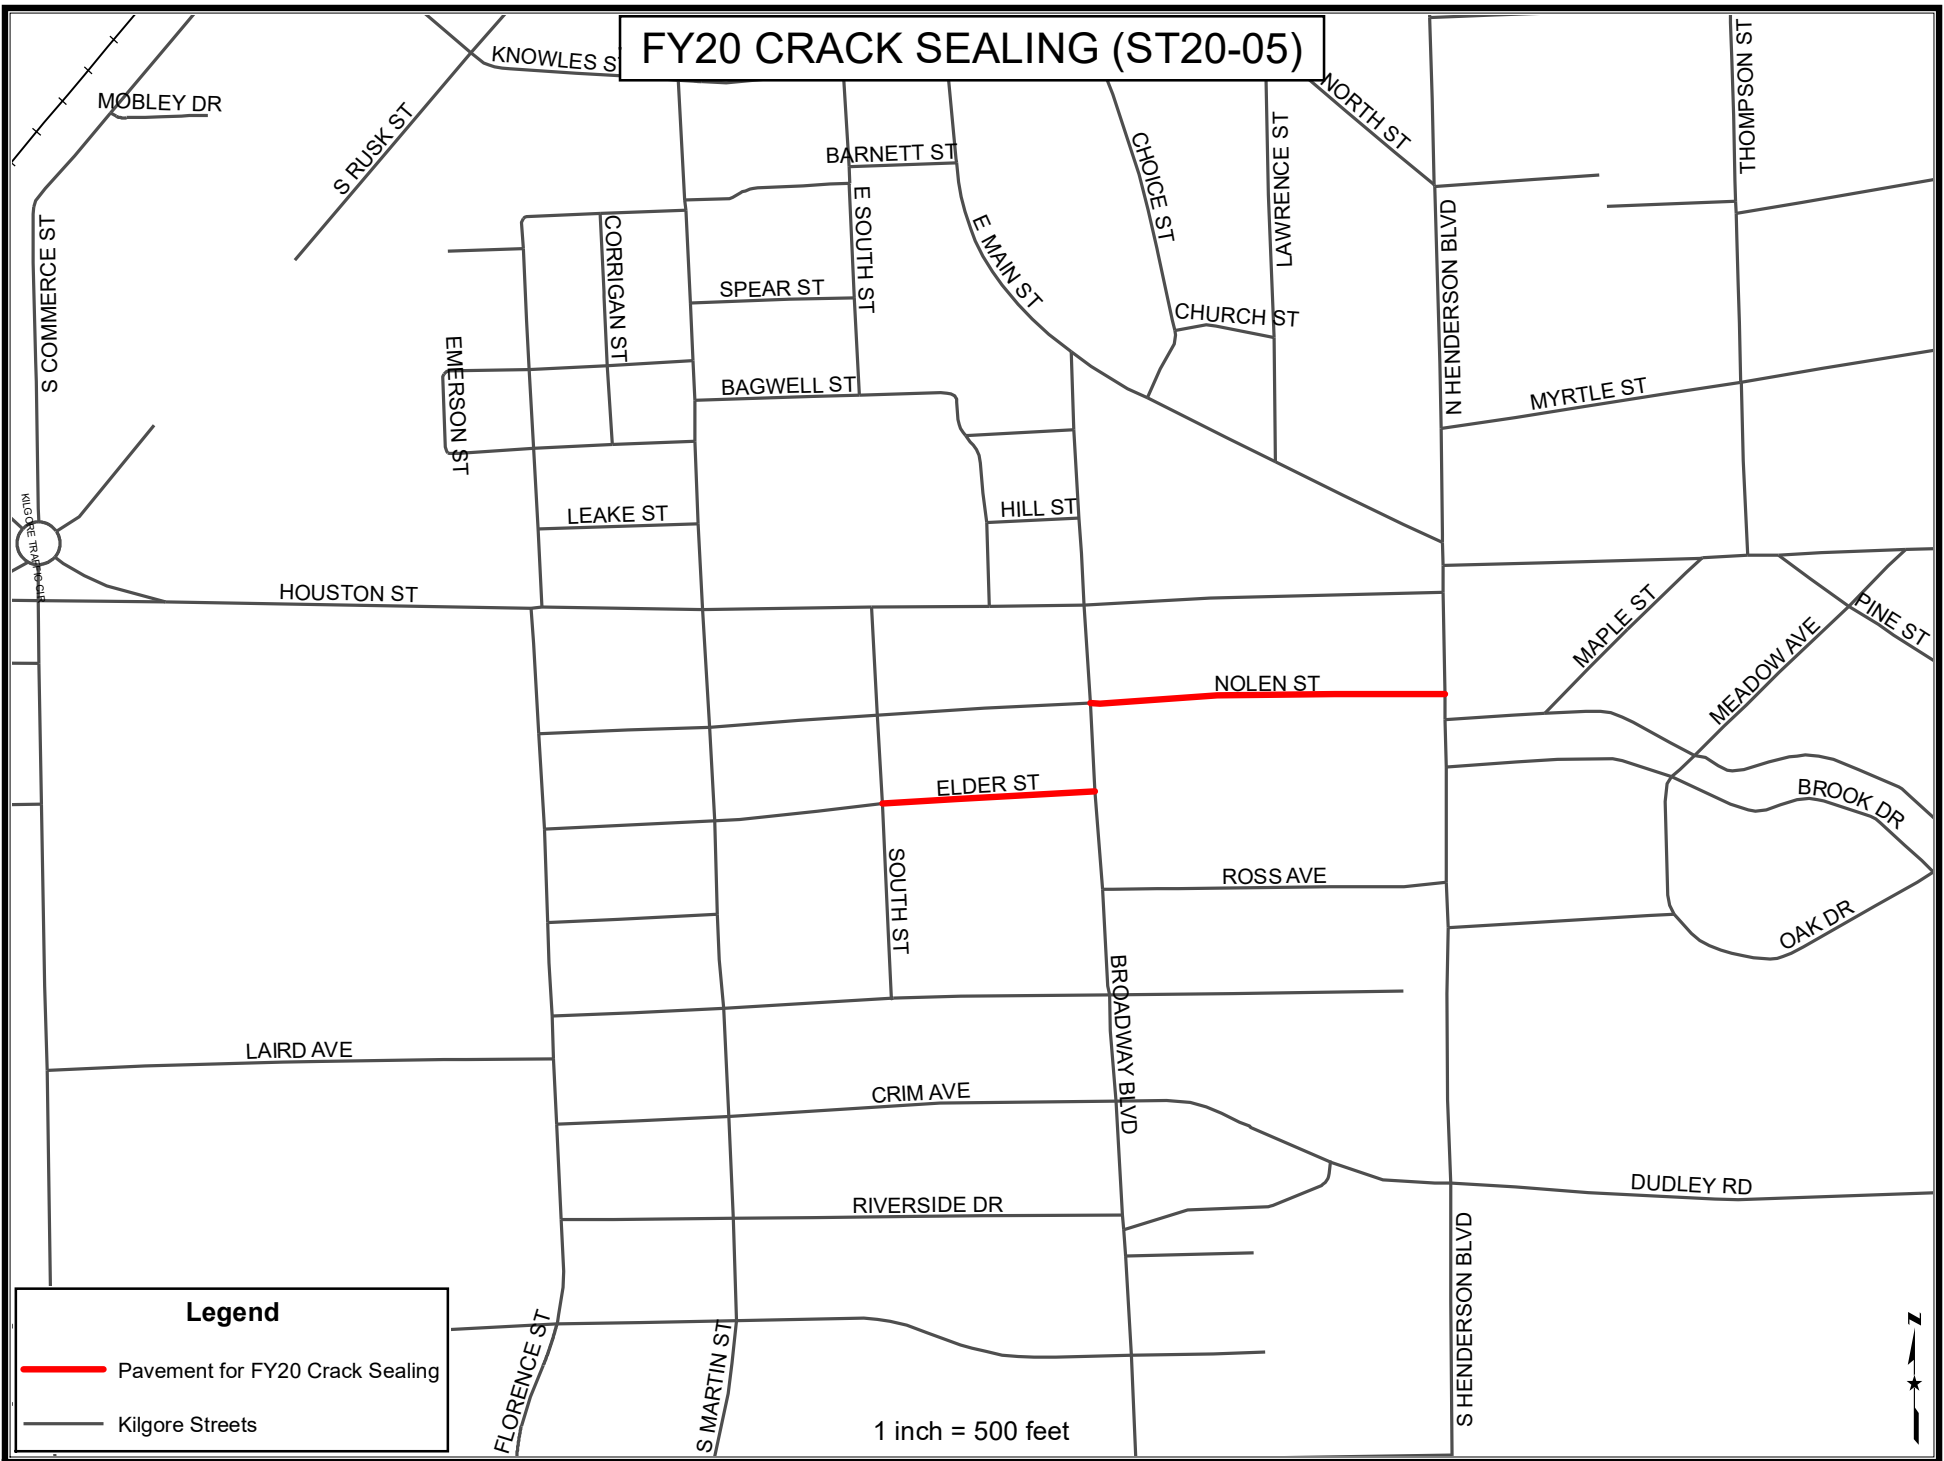 FY20 CRACK SEALING (ST20-05)
KNOWLES S
MOBLEY DR
S RUSK ST
NORTH ST
THOMPSON ST
BARNETT ST
CHOICE ST
LAWRENCE ST
S COMMERCE ST
CORRIGAN ST
E SOUTH ST
E MAIN ST
N HENDERSON BLVD
SPEAR ST
CHURCH ST
EMERSON ST
BAGWELL ST
MYRTLE ST
KILGORE TRAFFIC CIR
LEAKE ST
HILL ST
HOUSTON ST
MAPLE ST
MEADOW AVE
PINE ST
NOLEN ST
ELDER ST
BROOK DR
SOUTH ST
ROSS AVE
OAK DR
BROADWAY BLVD
LAIRD AVE
CRIM AVE
DUDLEY RD
RIVERSIDE DR
S HENDERSON BLVD
FLORENCE ST
S MARTIN ST
Legend
Pavement for FY20 Crack Sealing
Kilgore Streets
1 inch = 500 feet
N